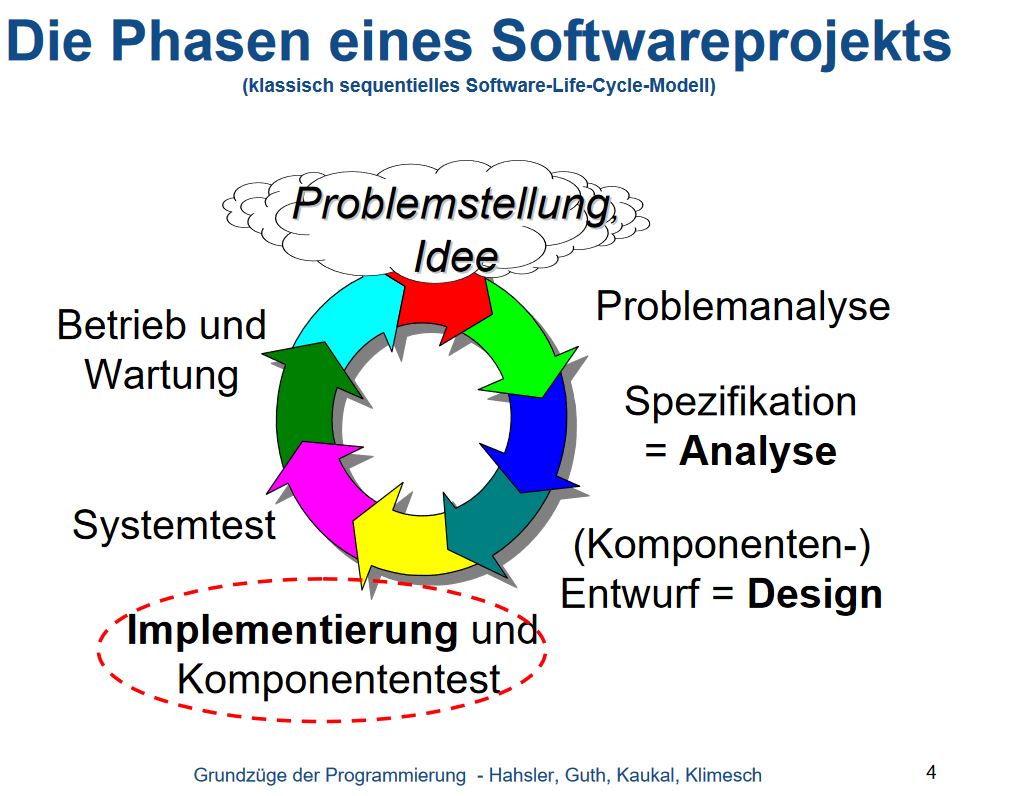 Die Phasen eines Softwareprojekts
(klassisch sequentielles Software-Life-Cycle-Modell)
Problemstellung,
Idee
Problemanalyse
Spezifikation
= Analyse
(Komponenten-)
Entwurf = Design
Implementierung und
Komponententest
Systemtest
Betrieb und
Wartung
Grundzüge der Programmierung - Hahsler, Guth, Kaukal, Klimesch
4